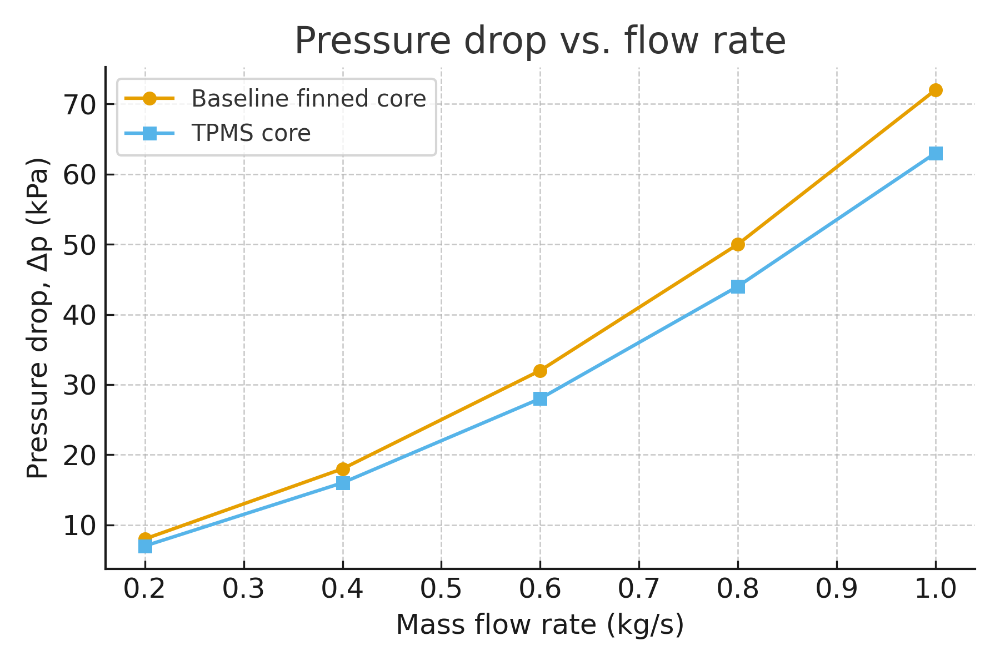 Pressure drop vs. flow rate
Baseline finned core
TPMS core
Pressure drop, Δp (kPa)
70
60
50
40
30
20
10
0.2 0.3 0.4 0.5 0.6 0.7 0.8 0.9 1.0
Mass flow rate (kg/s)